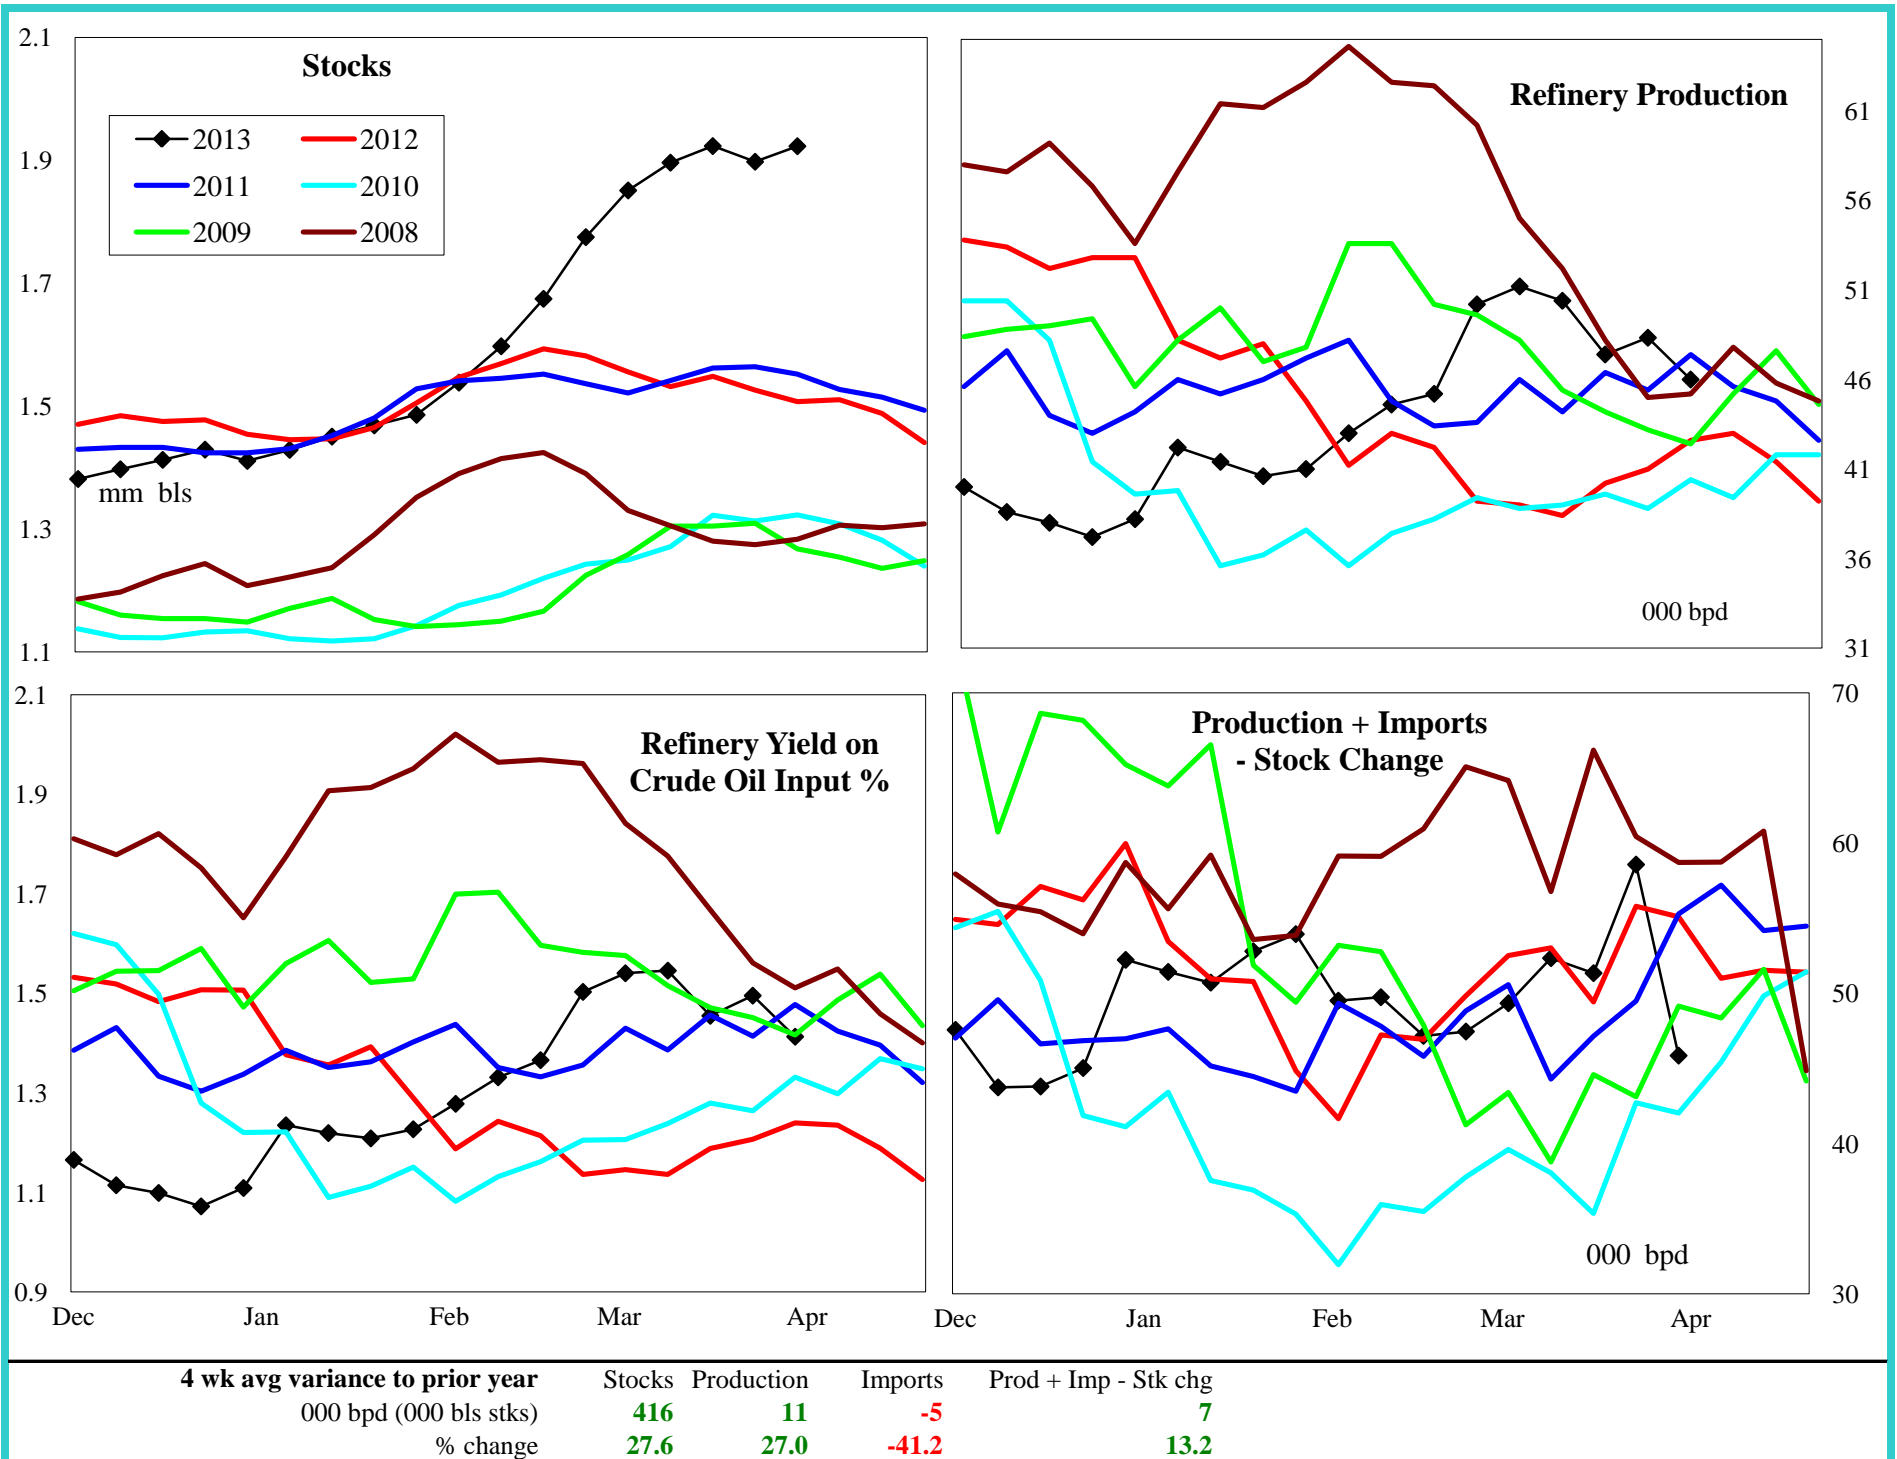 Stocks
2.1
1.9
1.7
1.5
1.3
1.1
2013 2012
2011 2010
2009 2008
mm bls
Refinery Production
61
56
51
46
41
36
31
000 bpd
Refinery Yield on
Crude Oil Input %
2.1
1.9
1.7
1.5
1.3
1.1
0.9
Dec Jan Feb Mar Apr
Production + Imports
- Stock Change
70
60
50
40
30
000 bpd
Dec Jan Feb Mar Apr
4 wk avg variance to prior year Stocks Production Imports Prod + Imp - Stk chg
000 bpd (000 bls stks) 416 11 -5 7
% change 27.6 27.0 -41.2 13.2